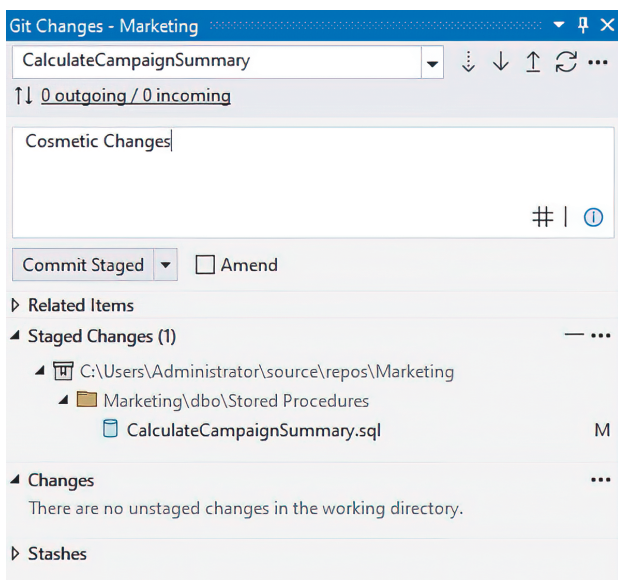 Git Changes - Marketing
CalculateCampaignSummary
0 outgoing / 0 incoming
Cosmetic Changes
Commit Staged
Amend
Related Items
Staged Changes (1)
C:\Users\Administrator\source\repos\Marketing
Marketing\dbo\Stored Procedures
CalculateCampaignSummary.sql M
Changes
There are no unstaged changes in the working directory.
Stashes